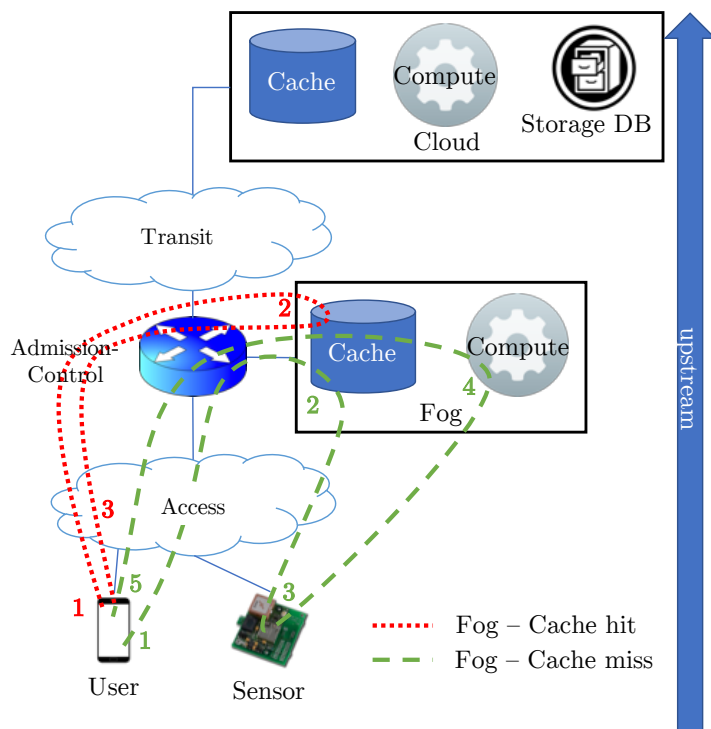 Cache
Compute
Storage DB
Cloud
Transit
2
Admission-
Control
Cache
Compute
4
2
Fog
upstream
Access
3
5
3
1
1
User
Sensor
Fog – Cache hit
Fog – Cache miss